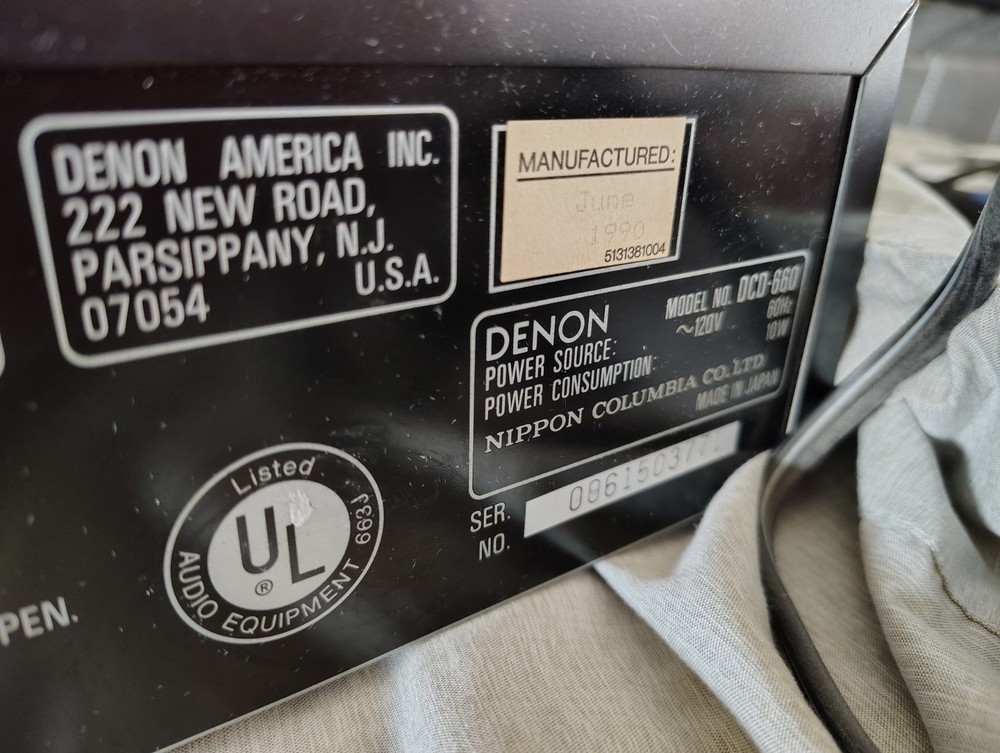 DENON AMERICA INC.
222 NEW ROAD,
PARSIPPANY, N.J.
07054 U.S.A.
MANUFACTURED:
June
1990
5131381004
DENON MODEL NO. DCD-660
POWER SOURCE: ~120V 60Hz
POWER CONSUMPTION: 10W
NIPPON COLUMBIA CO. LTD
MADE IN JAPAN
SER. NO.
Listed
UL
®
AUDIO EQUIPMENT 663J
PEN.